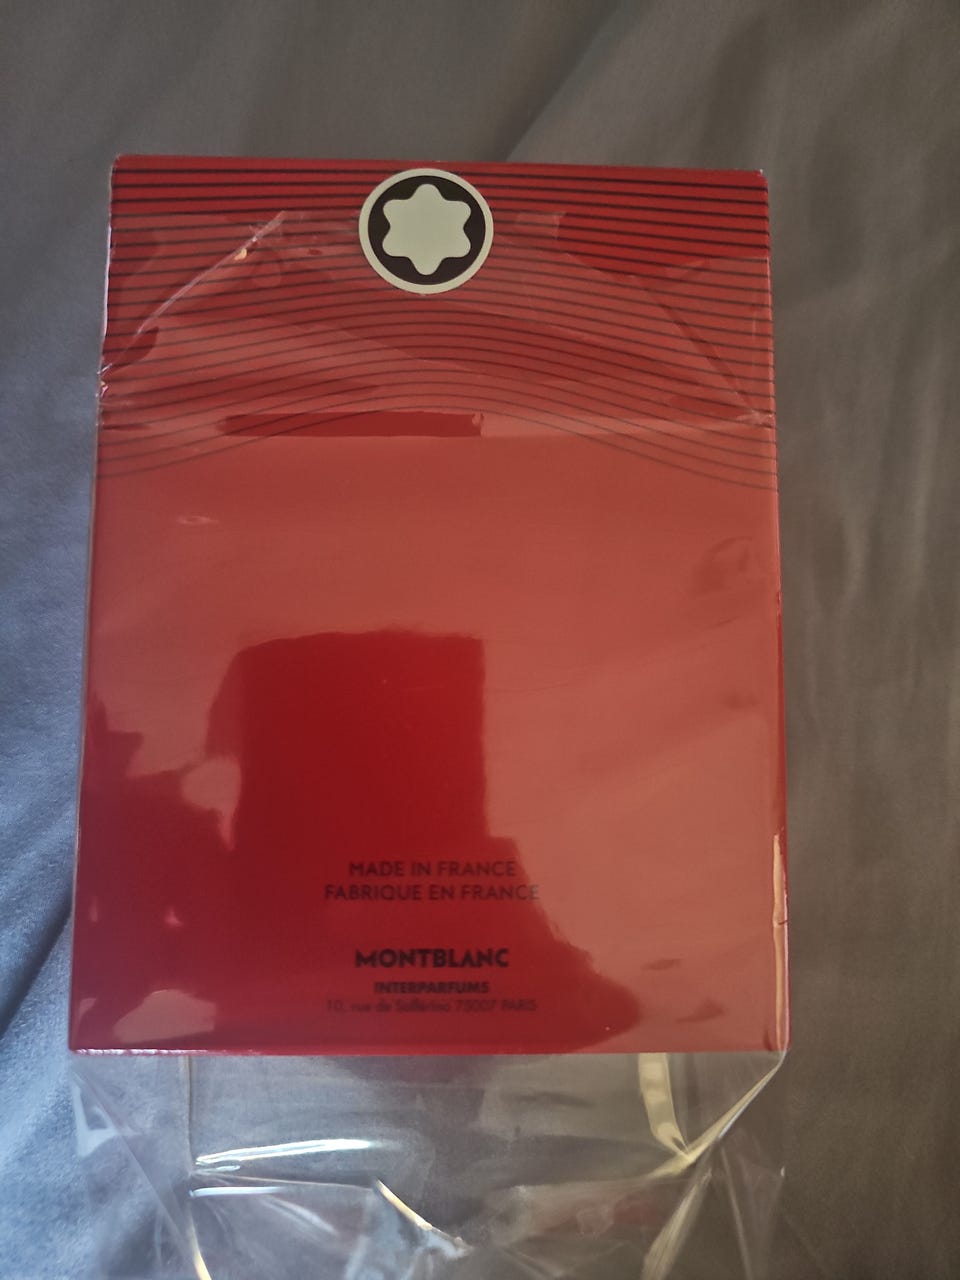 MADE IN FRANCE
FABRIQUE EN FRANCE
MONTBLANC
INTERPARFUMS
10, rue de Solférino 75007 PARIS